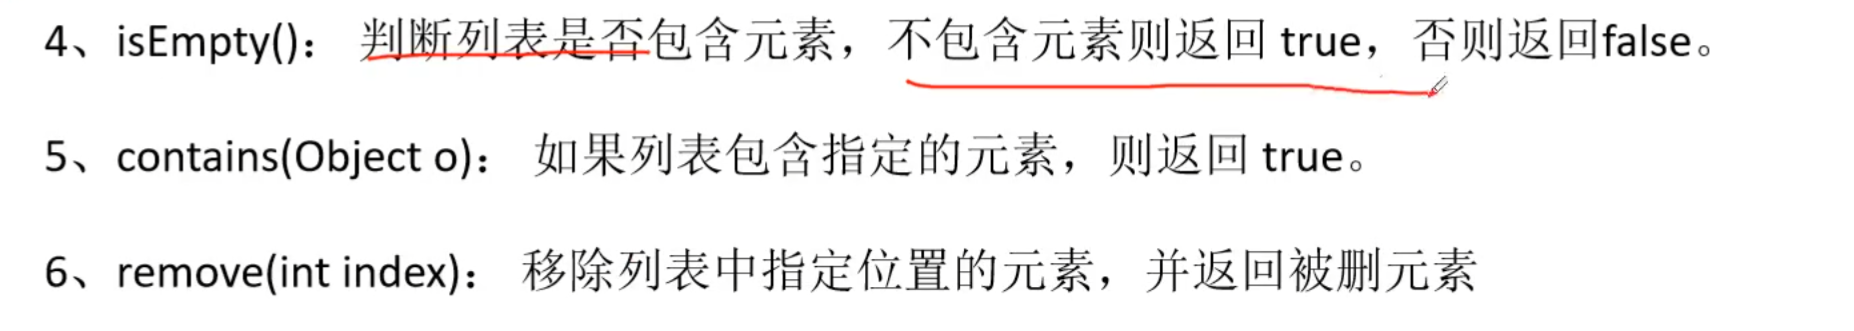 4、isEmpty()： 判断列表是否包含元素，不包含元素则返回 true，否则返回false。
5、contains(Object o)： 如果列表包含指定的元素，则返回 true。
6、remove(int index)： 移除列表中指定位置的元素，并返回被删元素